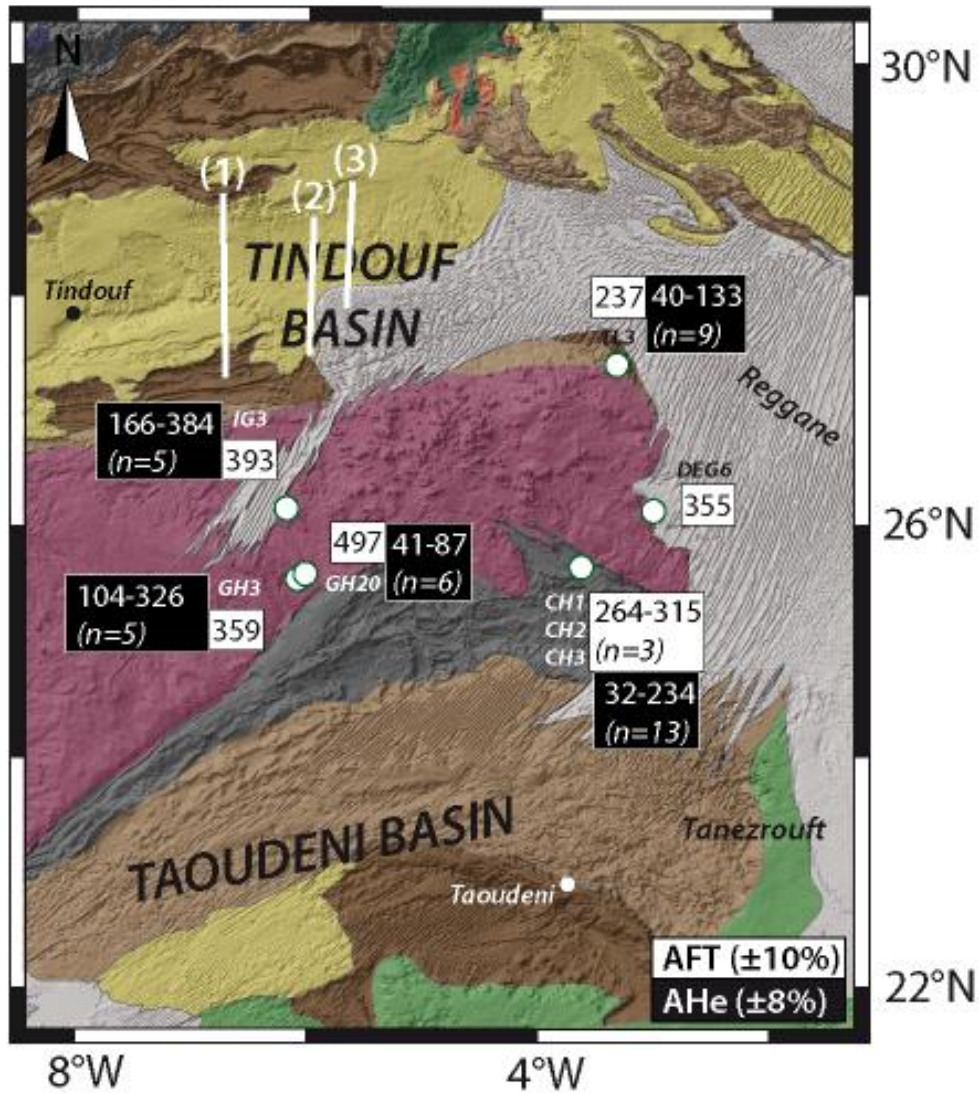 30°N
N
(1)
(3)
(2)
TINDOUF
Tindouf
BASIN
237
40-133
(n=9)
TL3
Reggane
166-384
(n=5)
IG3
393
DEG6
355
497
41-87
(n=6)
GH20
26°N
104-326
(n=5)
GH3
359
CH1
CH2
CH3
264-315
(n=3)
32-234
(n=13)
TAOUDENI BASIN
Tanezrouft
Taoudeni
AFT (±10%)
AHe (±8%)
22°N
8°W
4°W